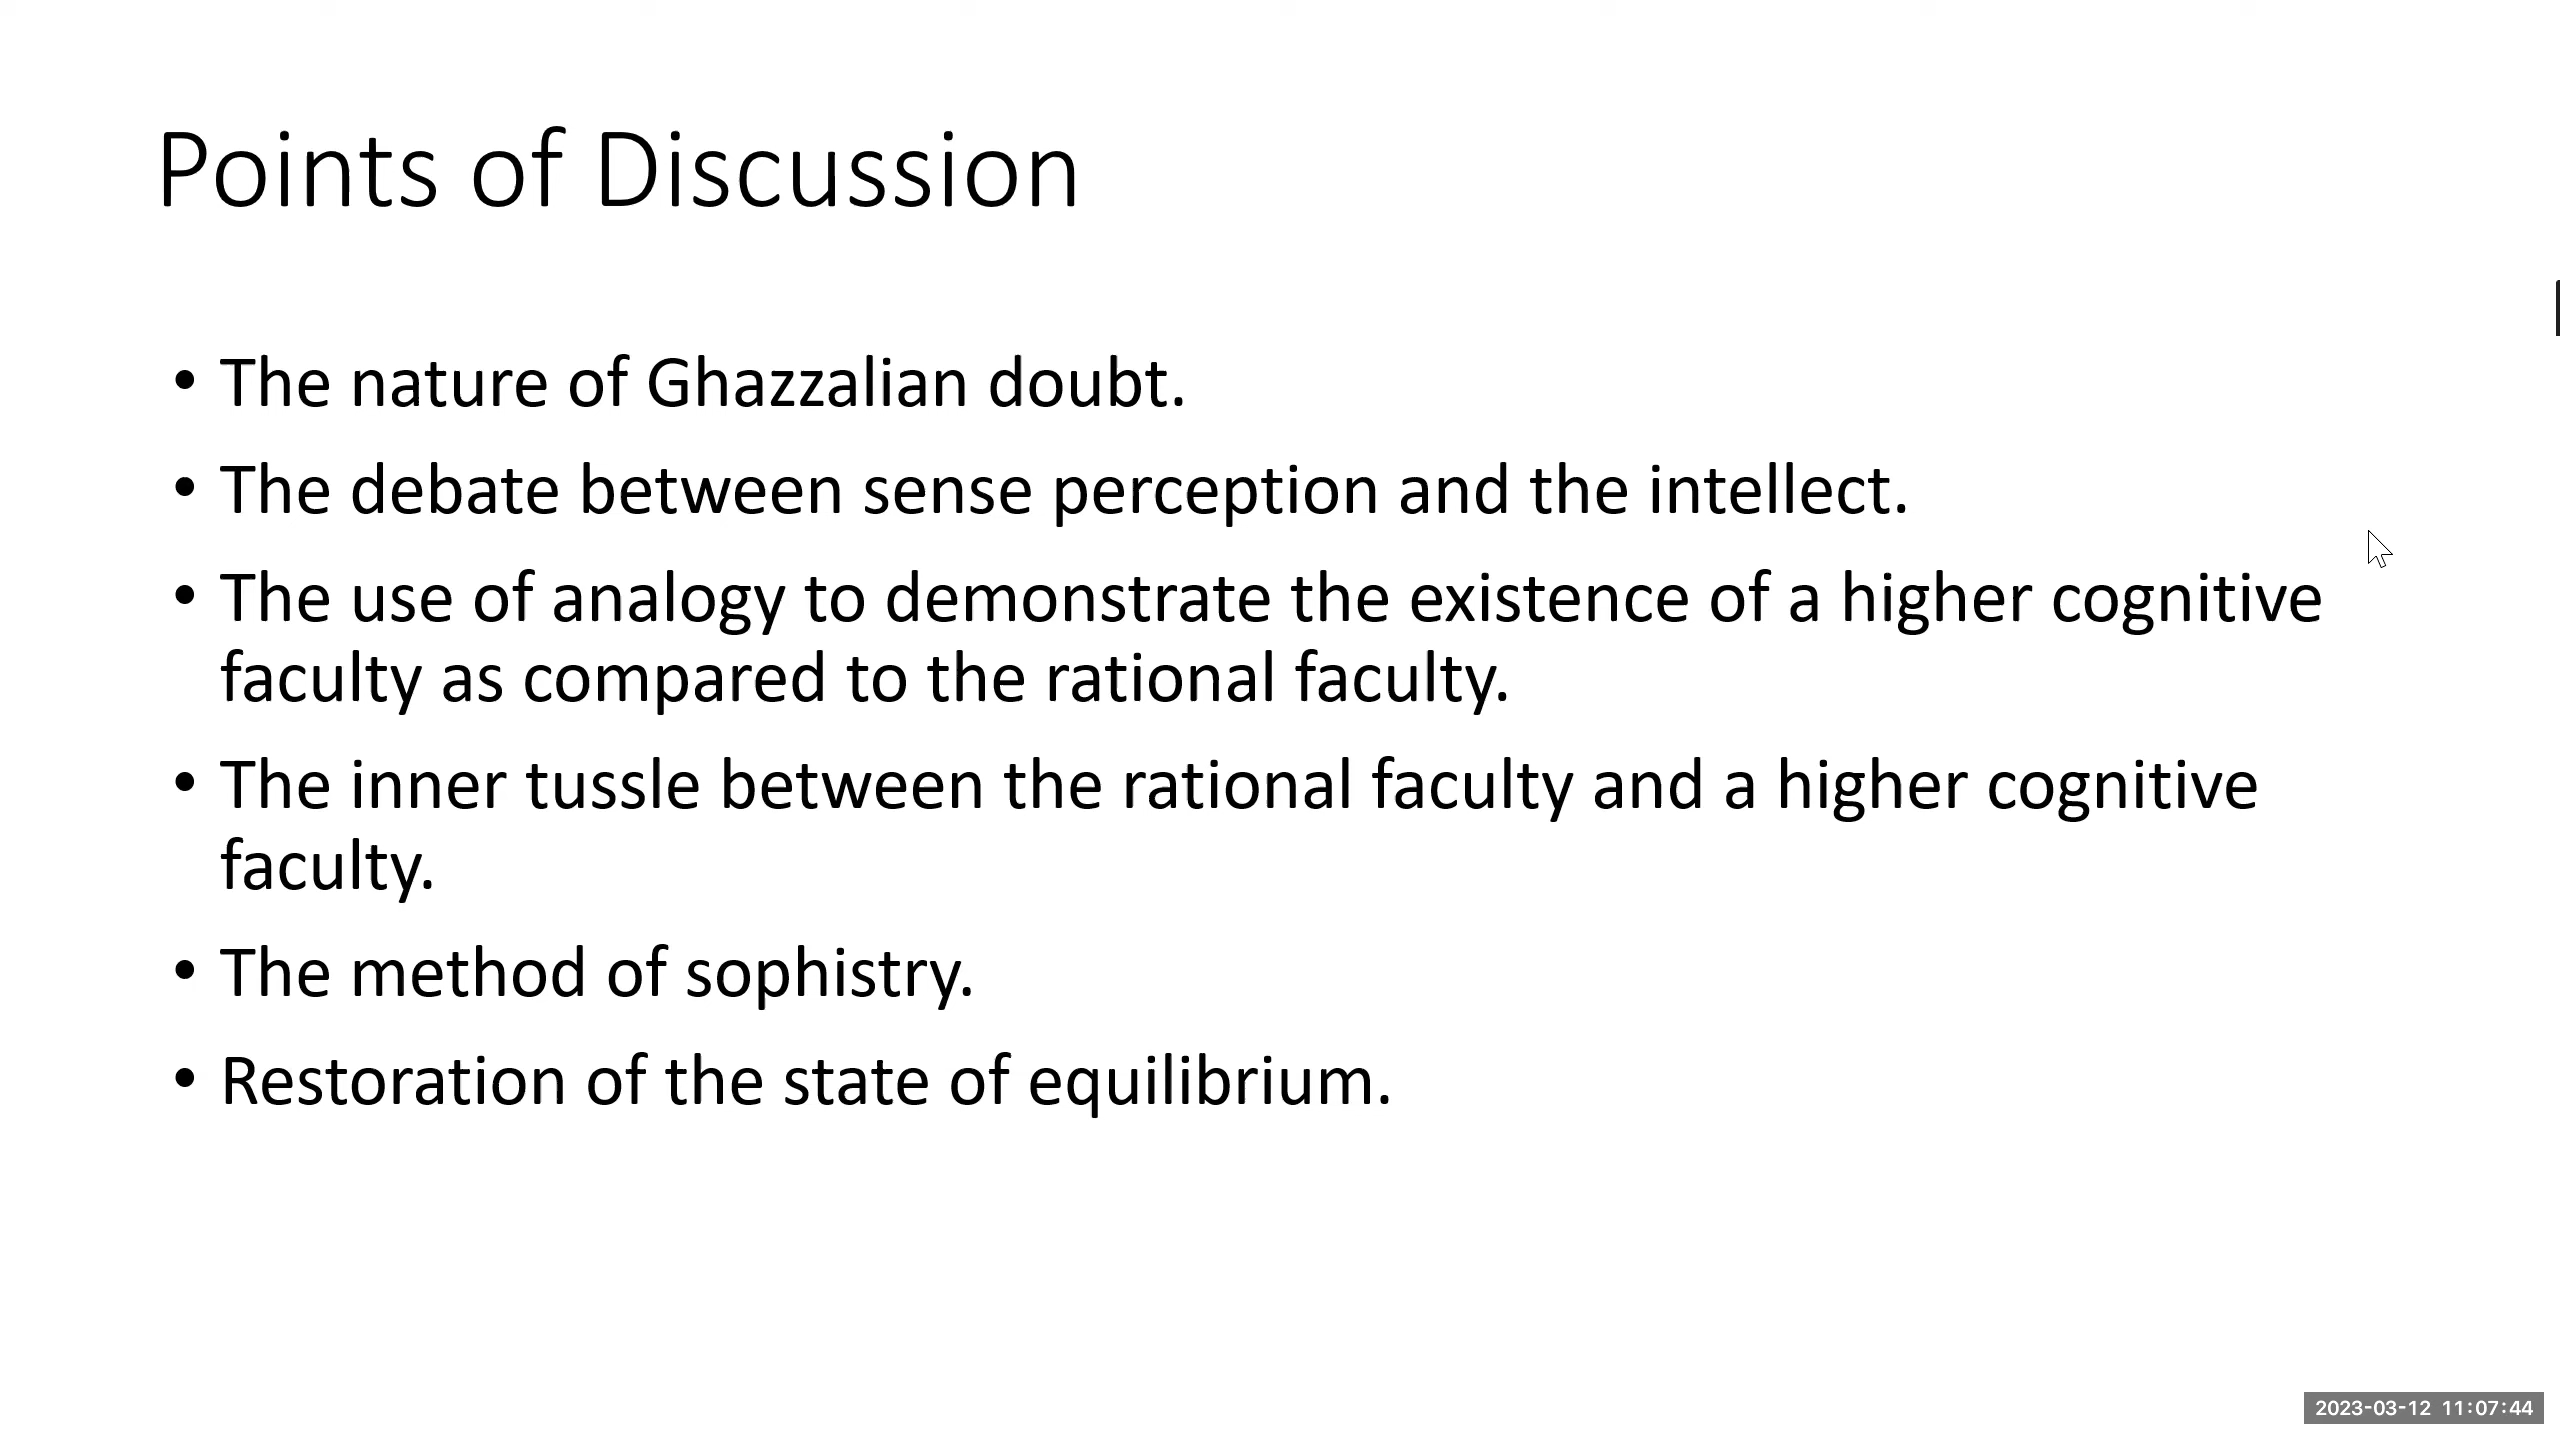 Points of Discussion
• The nature of Ghazzalian doubt.
• The debate between sense perception and the intellect.
• The use of analogy to demonstrate the existence of a higher cognitive
faculty as compared to the rational faculty.
• The inner tussle between the rational faculty and a higher cognitive
faculty.
• The method of sophistry.
• Restoration of the state of equilibrium.
2023-03-12 11:07:44